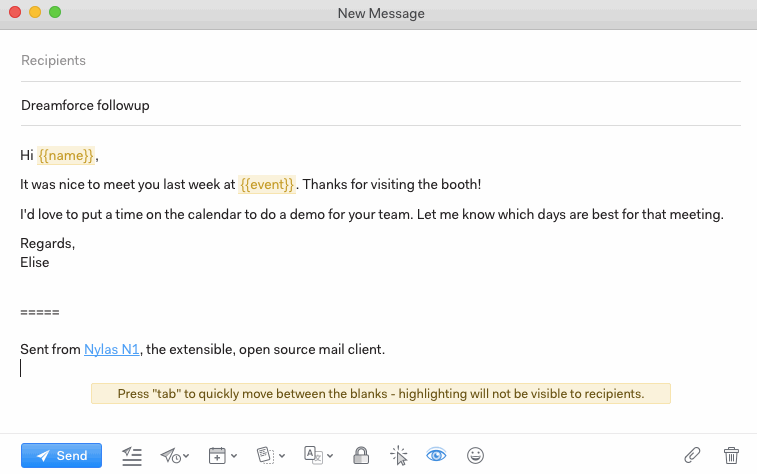 New Message
Recipients
Dreamforce followup
Hi {{name}},
It was nice to meet you last week at {{event}}. Thanks for visiting the booth!
I'd love to put a time on the calendar to do a demo for your team. Let me know which days are best for that meeting.
Regards,
Elise
=====
Sent from Nylas N1, the extensible, open source mail client.
Press "tab" to quickly move between the blanks - highlighting will not be visible to recipients.
Send